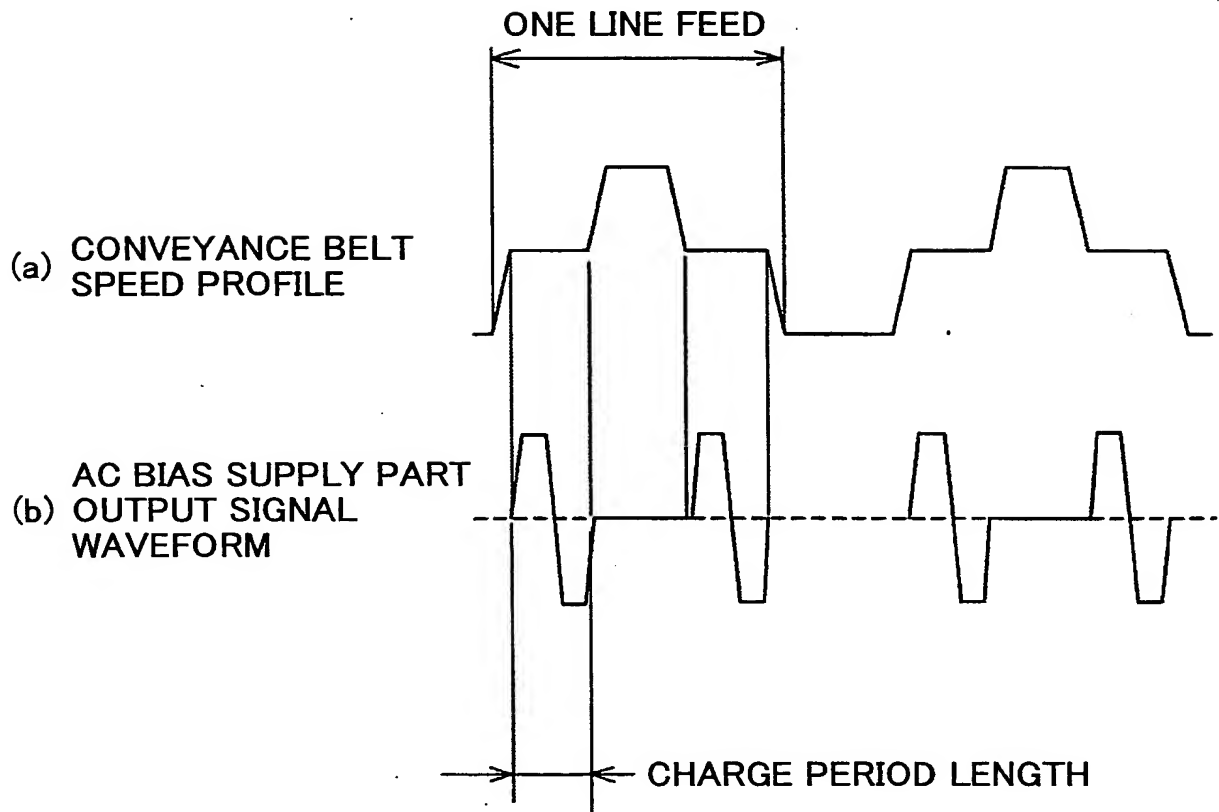 ONE LINE FEED
(a) CONVEYANCE BELT
SPEED PROFILE
AC BIAS SUPPLY PART
(b) OUTPUT SIGNAL
WAVEFORM
CHARGE PERIOD LENGTH